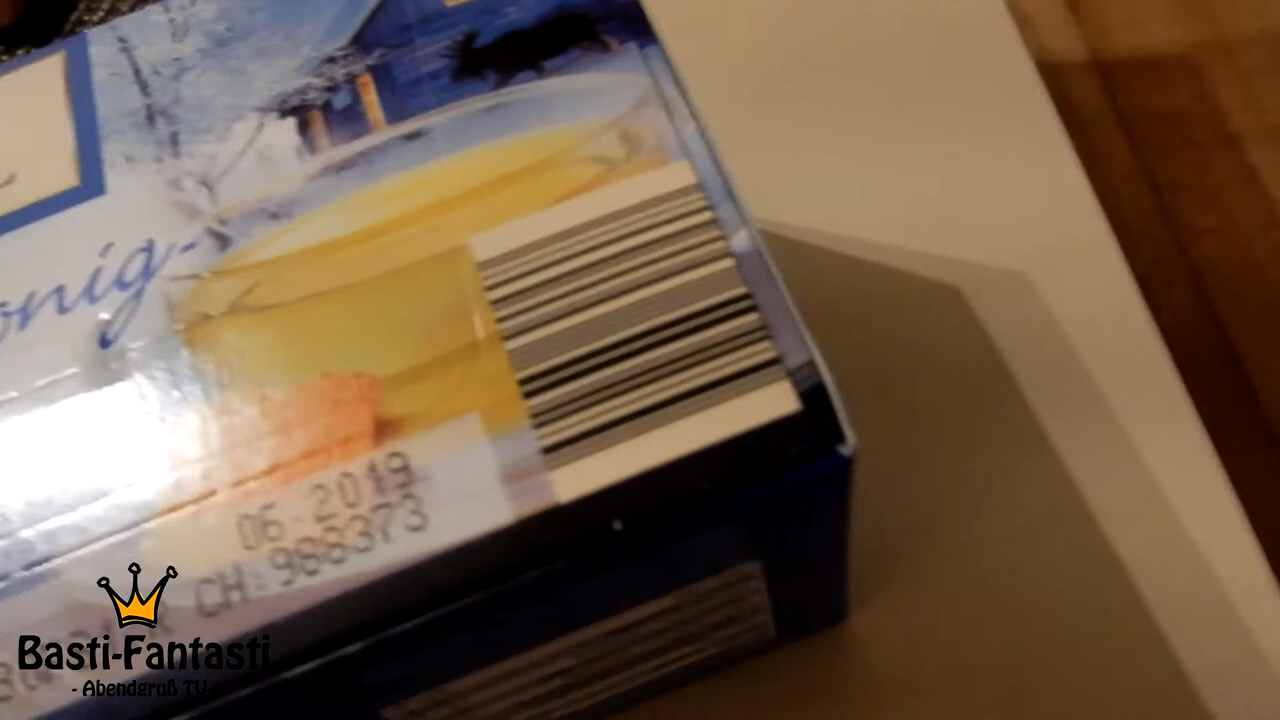 onig-
06.2019
CH:988373
Basti-Fantasti
- Abendgruß TV -